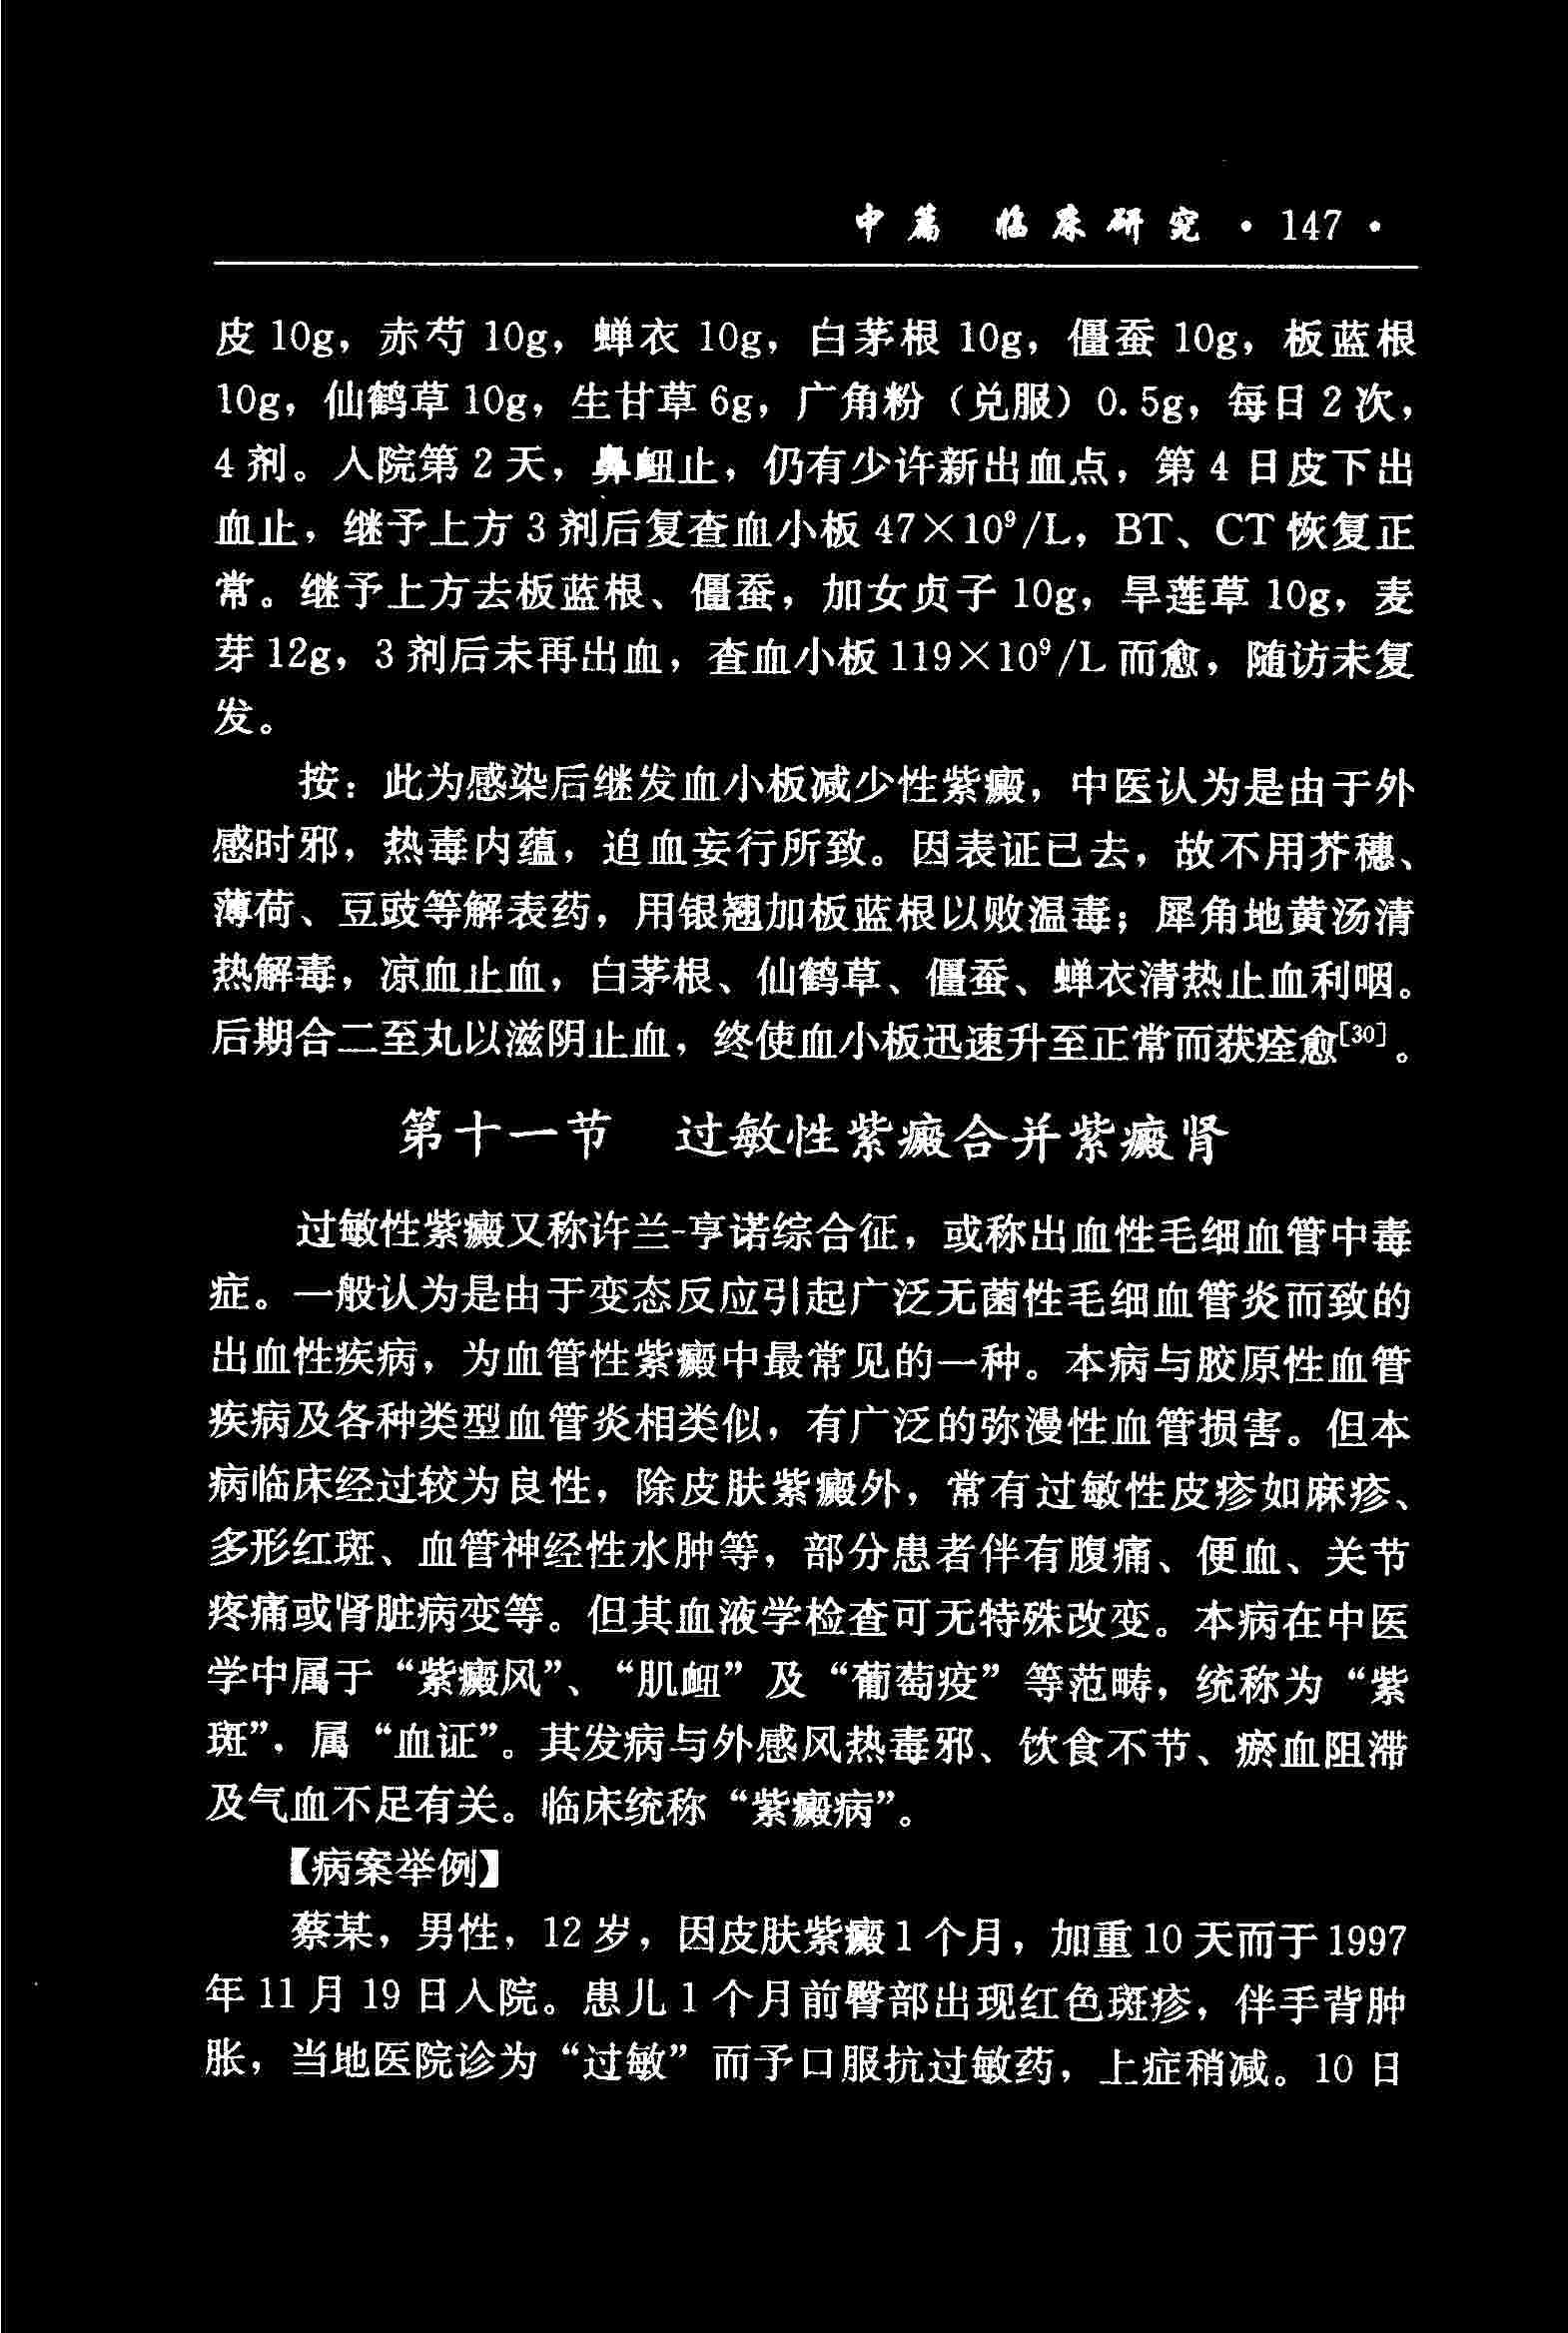 中篇 临床研究 · 147 ·
皮 10g，赤芍 10g，蝉衣 10g，白茅根 10g，僵蚕 10g，板蓝根
10g，仙鹤草 10g，生甘草 6g，广角粉（兑服）0.5g，每日 2 次，
4 剂。入院第 2 天，鼻衄止，仍有少许新出血点，第 4 日皮下出
血止，继予上方 3 剂后复查血小板 47×10⁹/L，BT、CT 恢复正
常。继予上方去板蓝根、僵蚕，加女贞子 10g，旱莲草 10g，麦
芽 12g，3 剂后未再出血，查血小板 119×10⁹/L 而愈，随访未复
发。
按：此为感染后继发血小板减少性紫癜，中医认为是由于外
感时邪，热毒内蕴，迫血妄行所致。因表证已去，故不用芥穗、
薄荷、豆豉等解表药，用银翘加板蓝根以败温毒；犀角地黄汤清
热解毒，凉血止血，白茅根、仙鹤草、僵蚕、蝉衣清热止血利咽。
后期合二至丸以滋阴止血，终使血小板迅速升至正常而获痊愈[30]。
第十一节 过敏性紫癜合并紫癜肾
过敏性紫癜又称许兰-亨诺综合征，或称出血性毛细血管中毒
症。一般认为是由于变态反应引起广泛无菌性毛细血管炎而致的
出血性疾病，为血管性紫癜中最常见的一种。本病与胶原性血管
疾病及各种类型血管炎相类似，有广泛的弥漫性血管损害。但本
病临床经过较为良性，除皮肤紫癜外，常有过敏性皮疹如麻疹、
多形红斑、血管神经性水肿等，部分患者伴有腹痛、便血、关节
疼痛或肾脏病变等。但其血液学检查可无特殊改变。本病在中医
学中属于“紫癜风”、“肌衄”及“葡萄疫”等范畴，统称为“紫
斑”，属“血证”。其发病与外感风热毒邪、饮食不节、瘀血阻滞
及气血不足有关。临床统称“紫癜病”。
【病案举例】
蔡某，男性，12 岁，因皮肤紫癜 1 个月，加重 10 天而于 1997
年 11 月 19 日入院。患儿 1 个月前臀部出现红色斑疹，伴手背肿
胀，当地医院诊为“过敏”而予口服抗过敏药，上症稍减。10 日